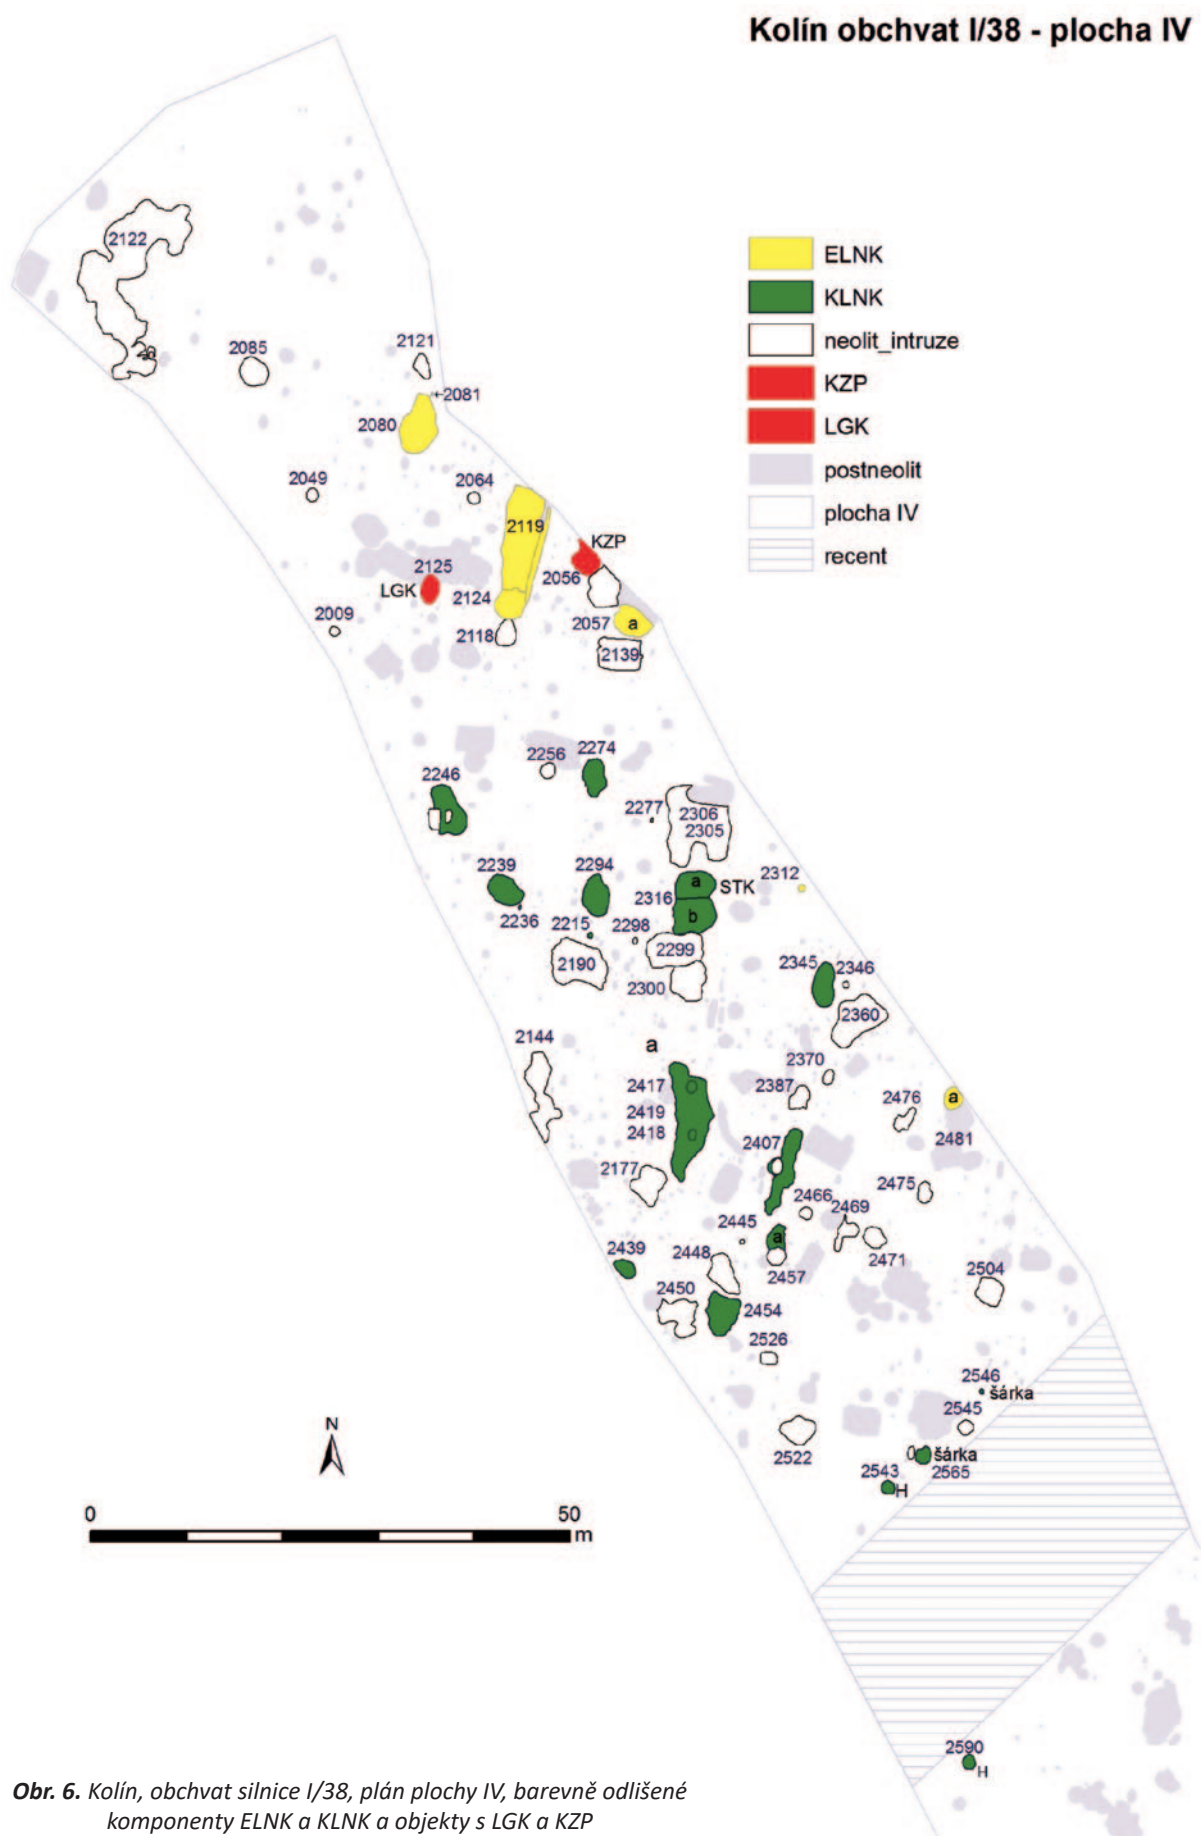 Kolín obchvat I/38 - plocha IV
ELNK
KLNK
neolit_intruze
KZP
LGK
postneolit
plocha IV
recent
2122
2085
2121
2081
2080
2049
2064
2119
KZP
2125
LGK
2056
2124
2009
2118
2057
a
2139
2256
2274
2246
2277
2306
2305
2239
2294
2312
a
STK
2316
b
2236
2215
2298
2299
2190
2300
2345
2346
2360
2144
a
2370
2417
2387
2476
a
2419
2418
2407
2481
2177
2475
2466
2469
2445
a
2439
2448
2471
2457
2504
2450
2454
2526
2546
šárka
2545
2522
šárka
2543
2565
H
N
0 50
m
2590
H
Obr. 6. Kolín, obchvat silnice I/38, plán plochy IV, barevně odlišené
komponenty ELNK a KLNK a objekty s LGK a KZP